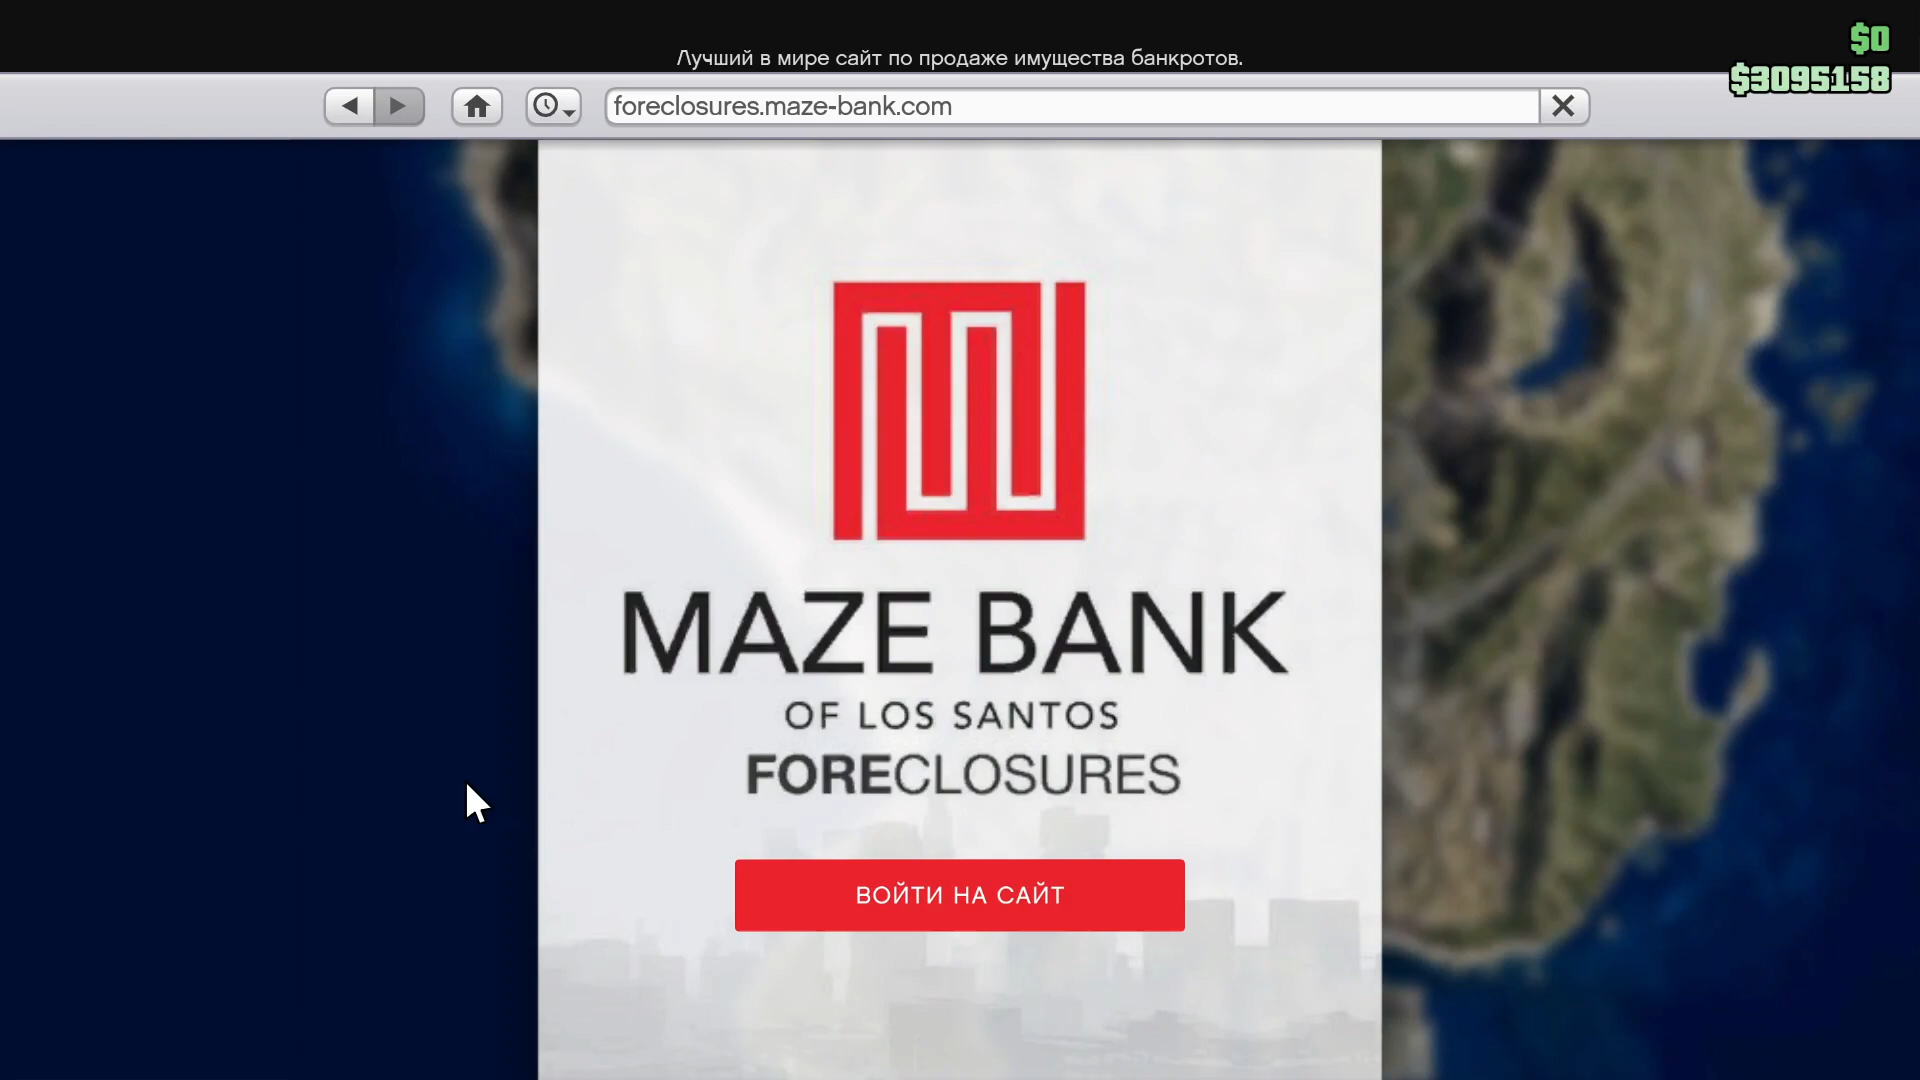 Лучший в мире сайт по продаже имущества банкротов.
$0
$3095158
foreclosures.maze-bank.com
MAZE BANK
OF LOS SANTOS
FORECLOSURES
ВОЙТИ НА САЙТ